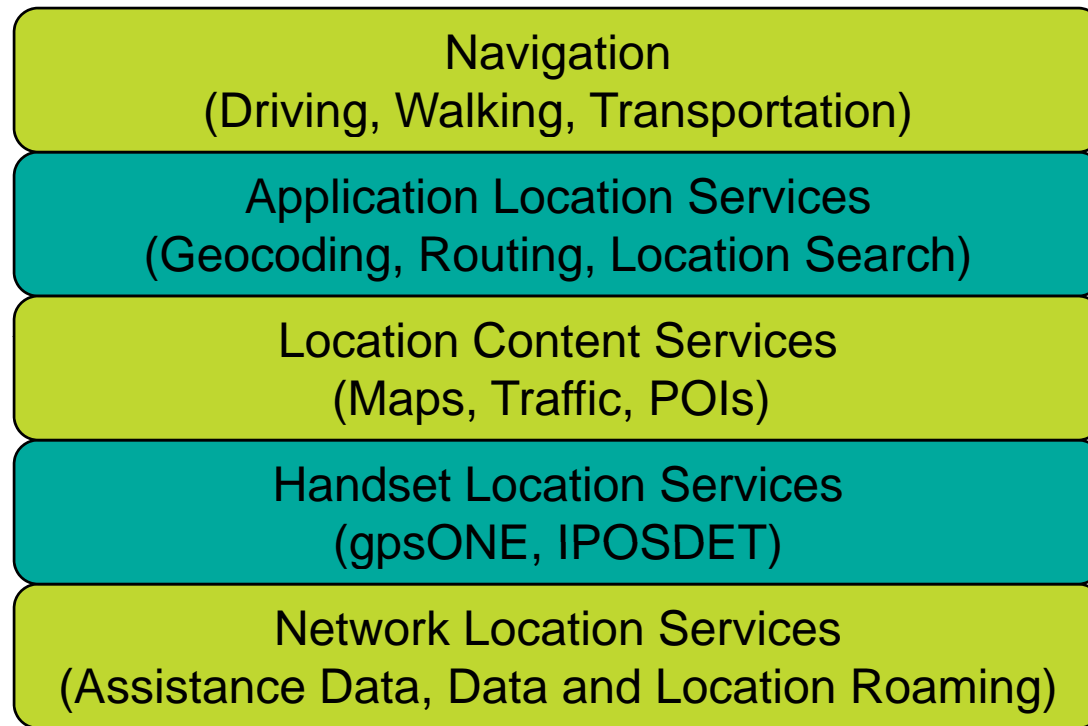 Navigation
(Driving, Walking, Transportation)
Application Location Services
(Geocoding, Routing, Location Search)
Location Content Services
(Maps, Traffic, POIs)
Handset Location Services
(gpsONE, IPOSDET)
Network Location Services
(Assistance Data, Data and Location Roaming)